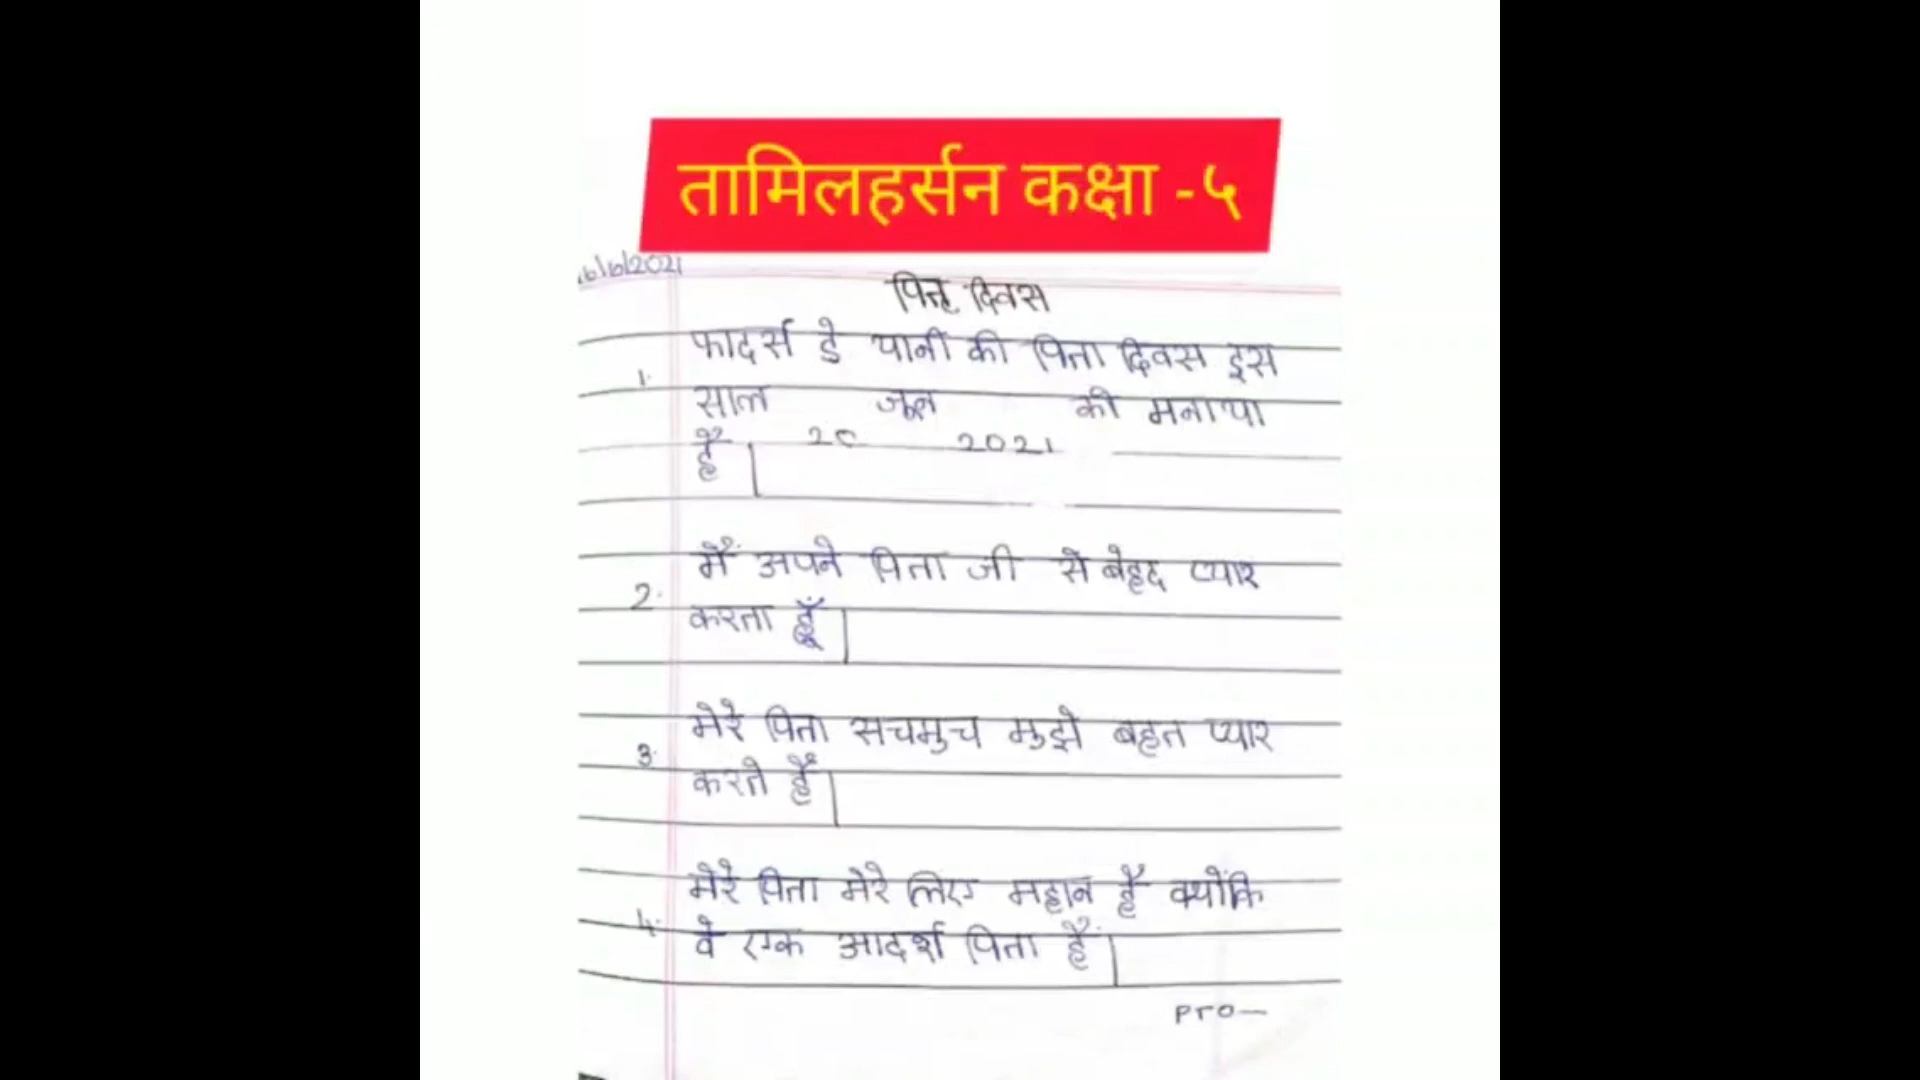 तामिलहर्सन कक्षा -५
16/6/2021
पितृ दिवस
1. फादर्स डे यानी की पिता दिवस इस
साल 20 जून 2021 की मनाया
है|
2. मैं अपने पिता जी से बेहद प्यार
करता हूँ|
3. मेरे पिता सचमुच मुझे बहत प्यार
करते हैं|
4. मेरे पिता मेरे लिए महान है क्योंकि
वे एक आदर्श पिता हैं|
PTO—